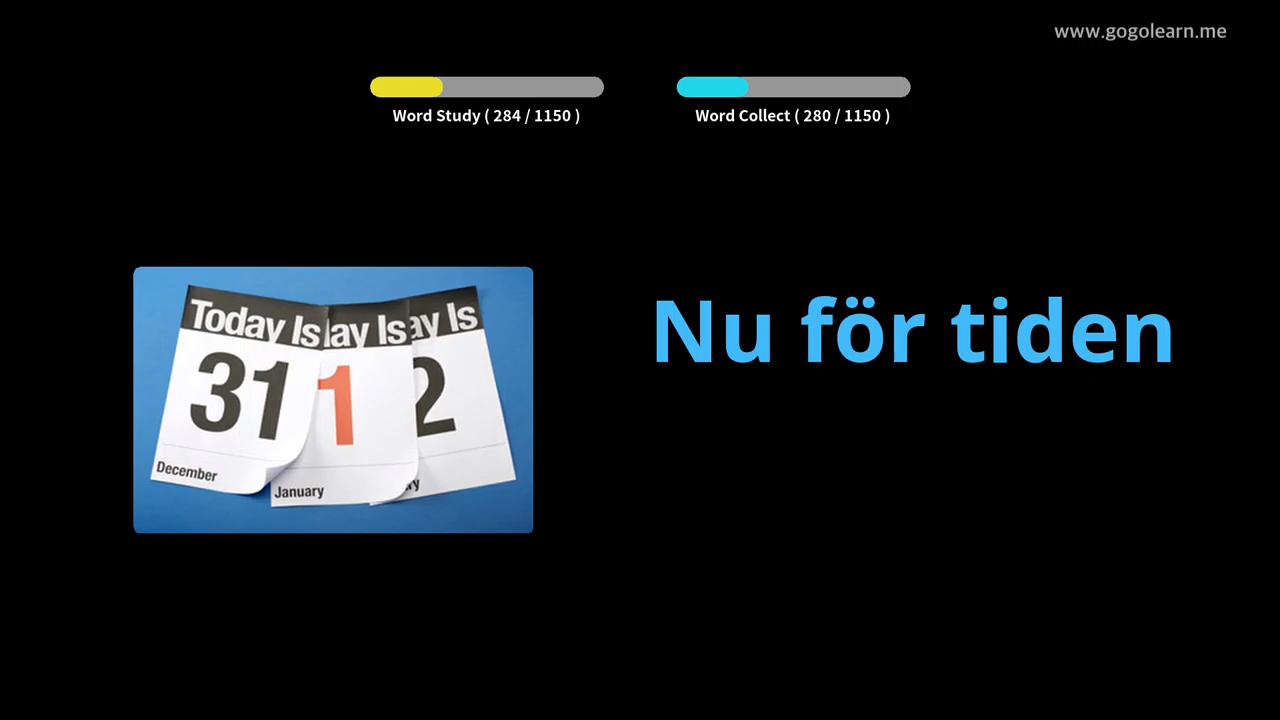 www.gogolearn.me
Word Study ( 284 / 1150 )
Word Collect ( 280 / 1150 )
Nu för tiden
Today Is
31
December
ay Is
1
January
ay Is
2